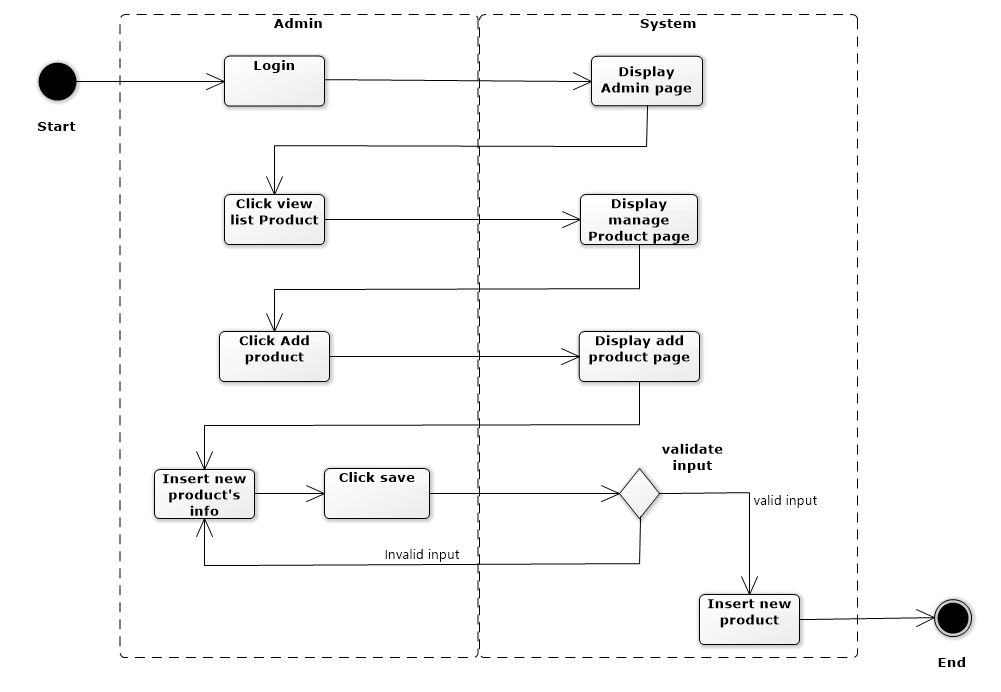 Admin
System
Login
Display
Admin page
Start
Click view
list Product
Display
manage
Product page
Click Add
product
Display add
product page
validate
input
Insert new
product's
info
Click save
valid input
Invalid input
Insert new
product
End